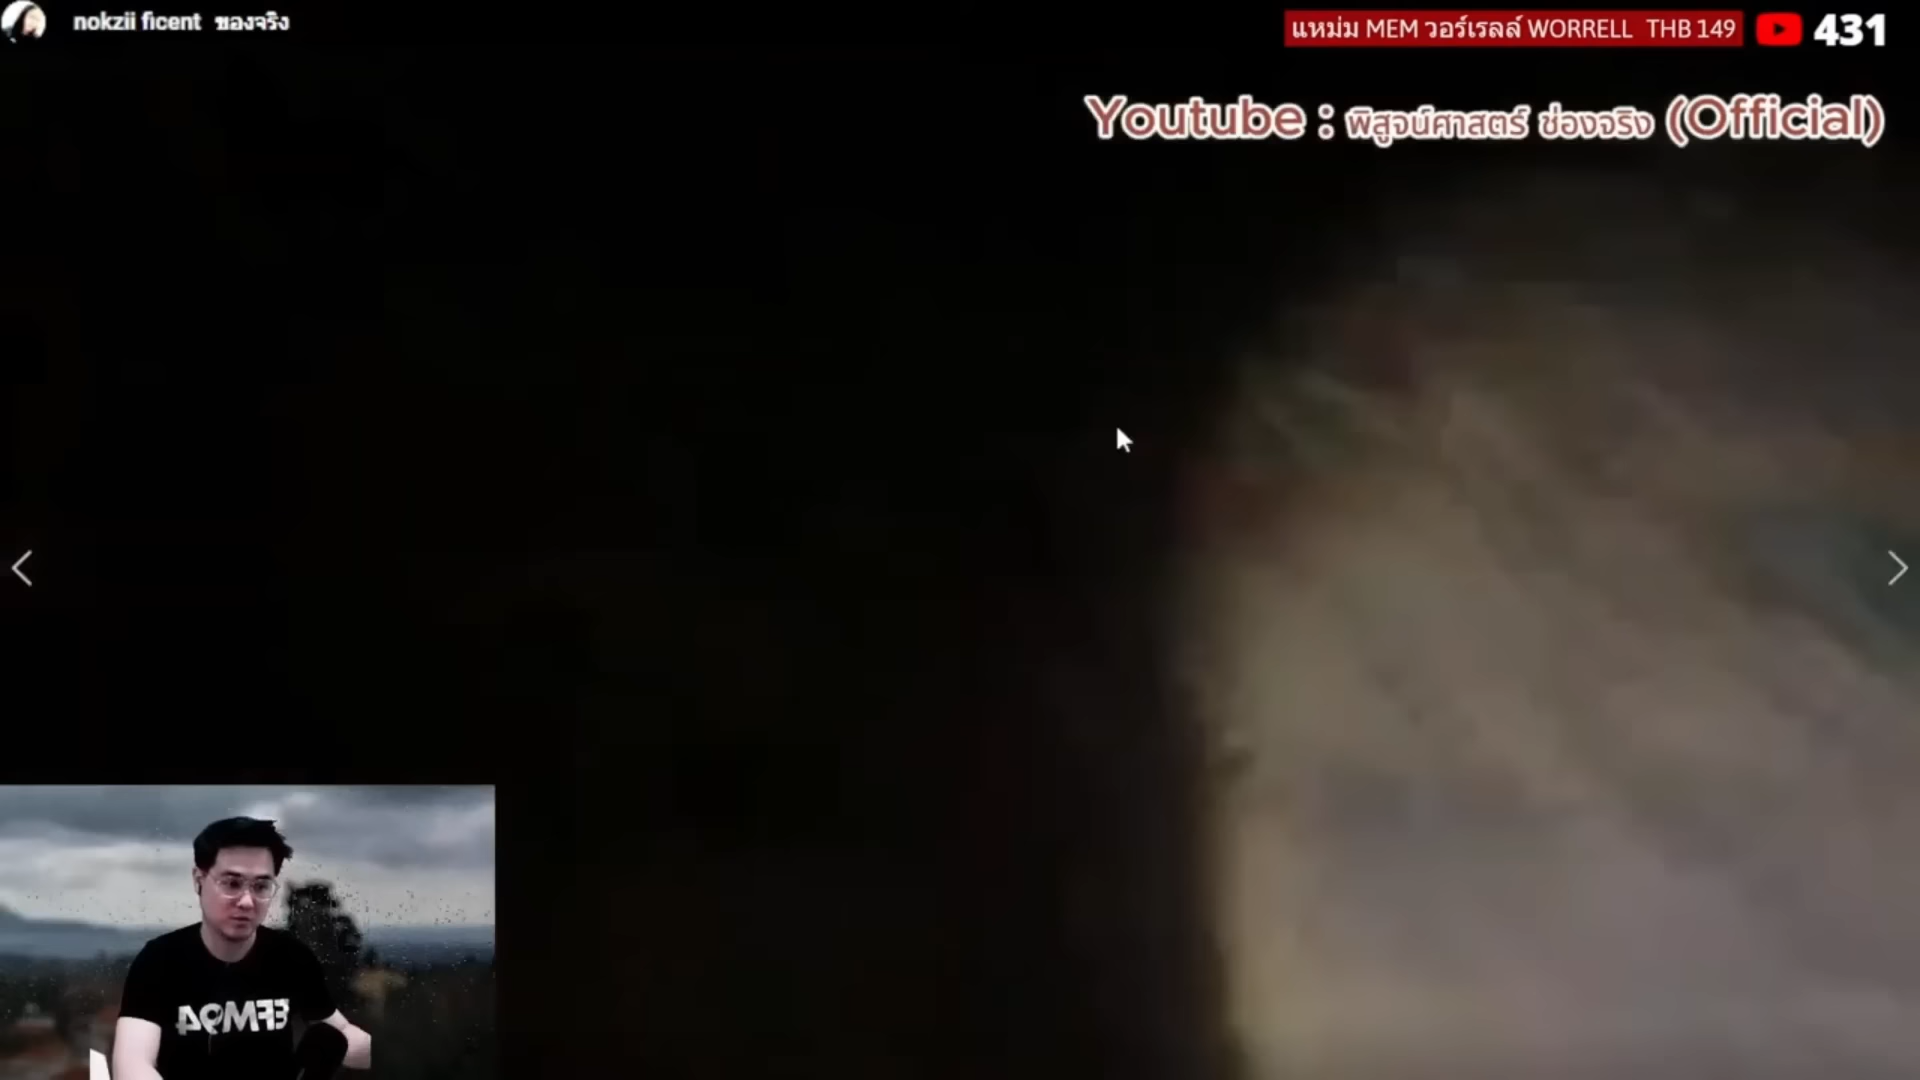 nokzii ficent ของจริง
แหม่ม MEM วอร์เรลล์ WORRELL THB 149
431
Youtube : พิสูจน์ศาสตร์ ช่องจริง (Official)
EFM94